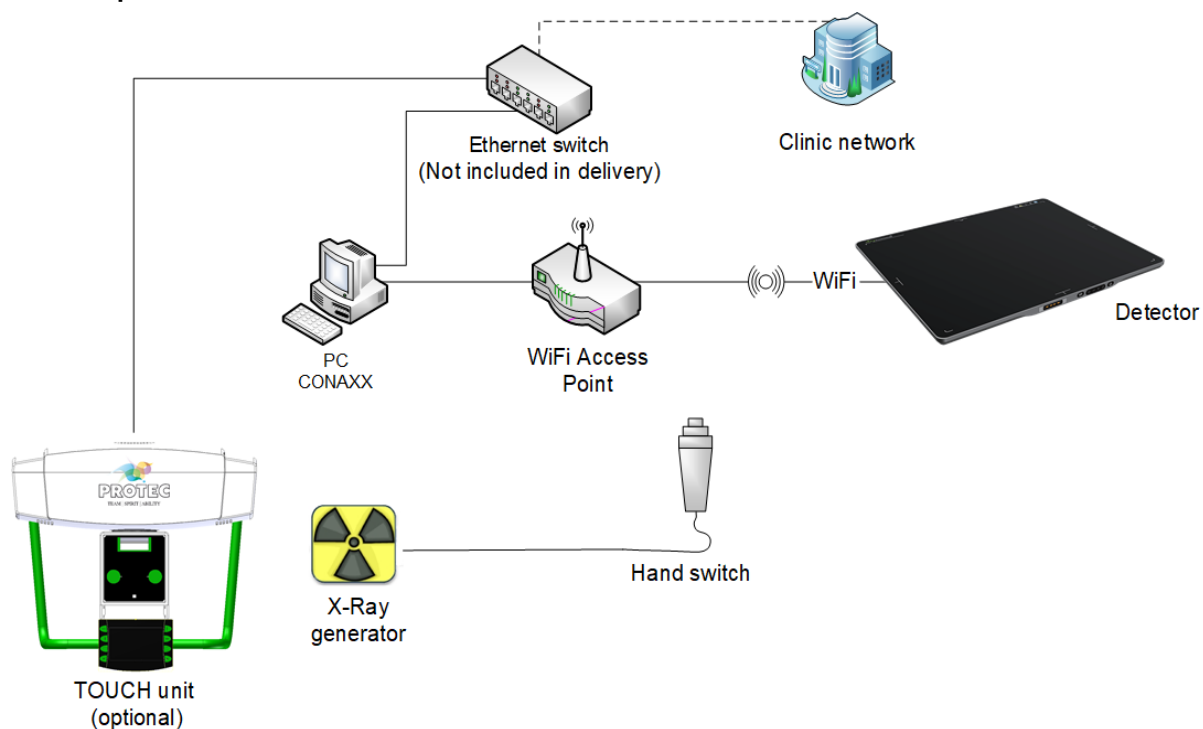 Ethernet switch
(Not included in delivery)
Clinic network
PC
CONAXX
WiFi Access
Point
WiFi
Detector
PROTEC
X-Ray
generator
Hand switch
TOUCH unit
(optional)